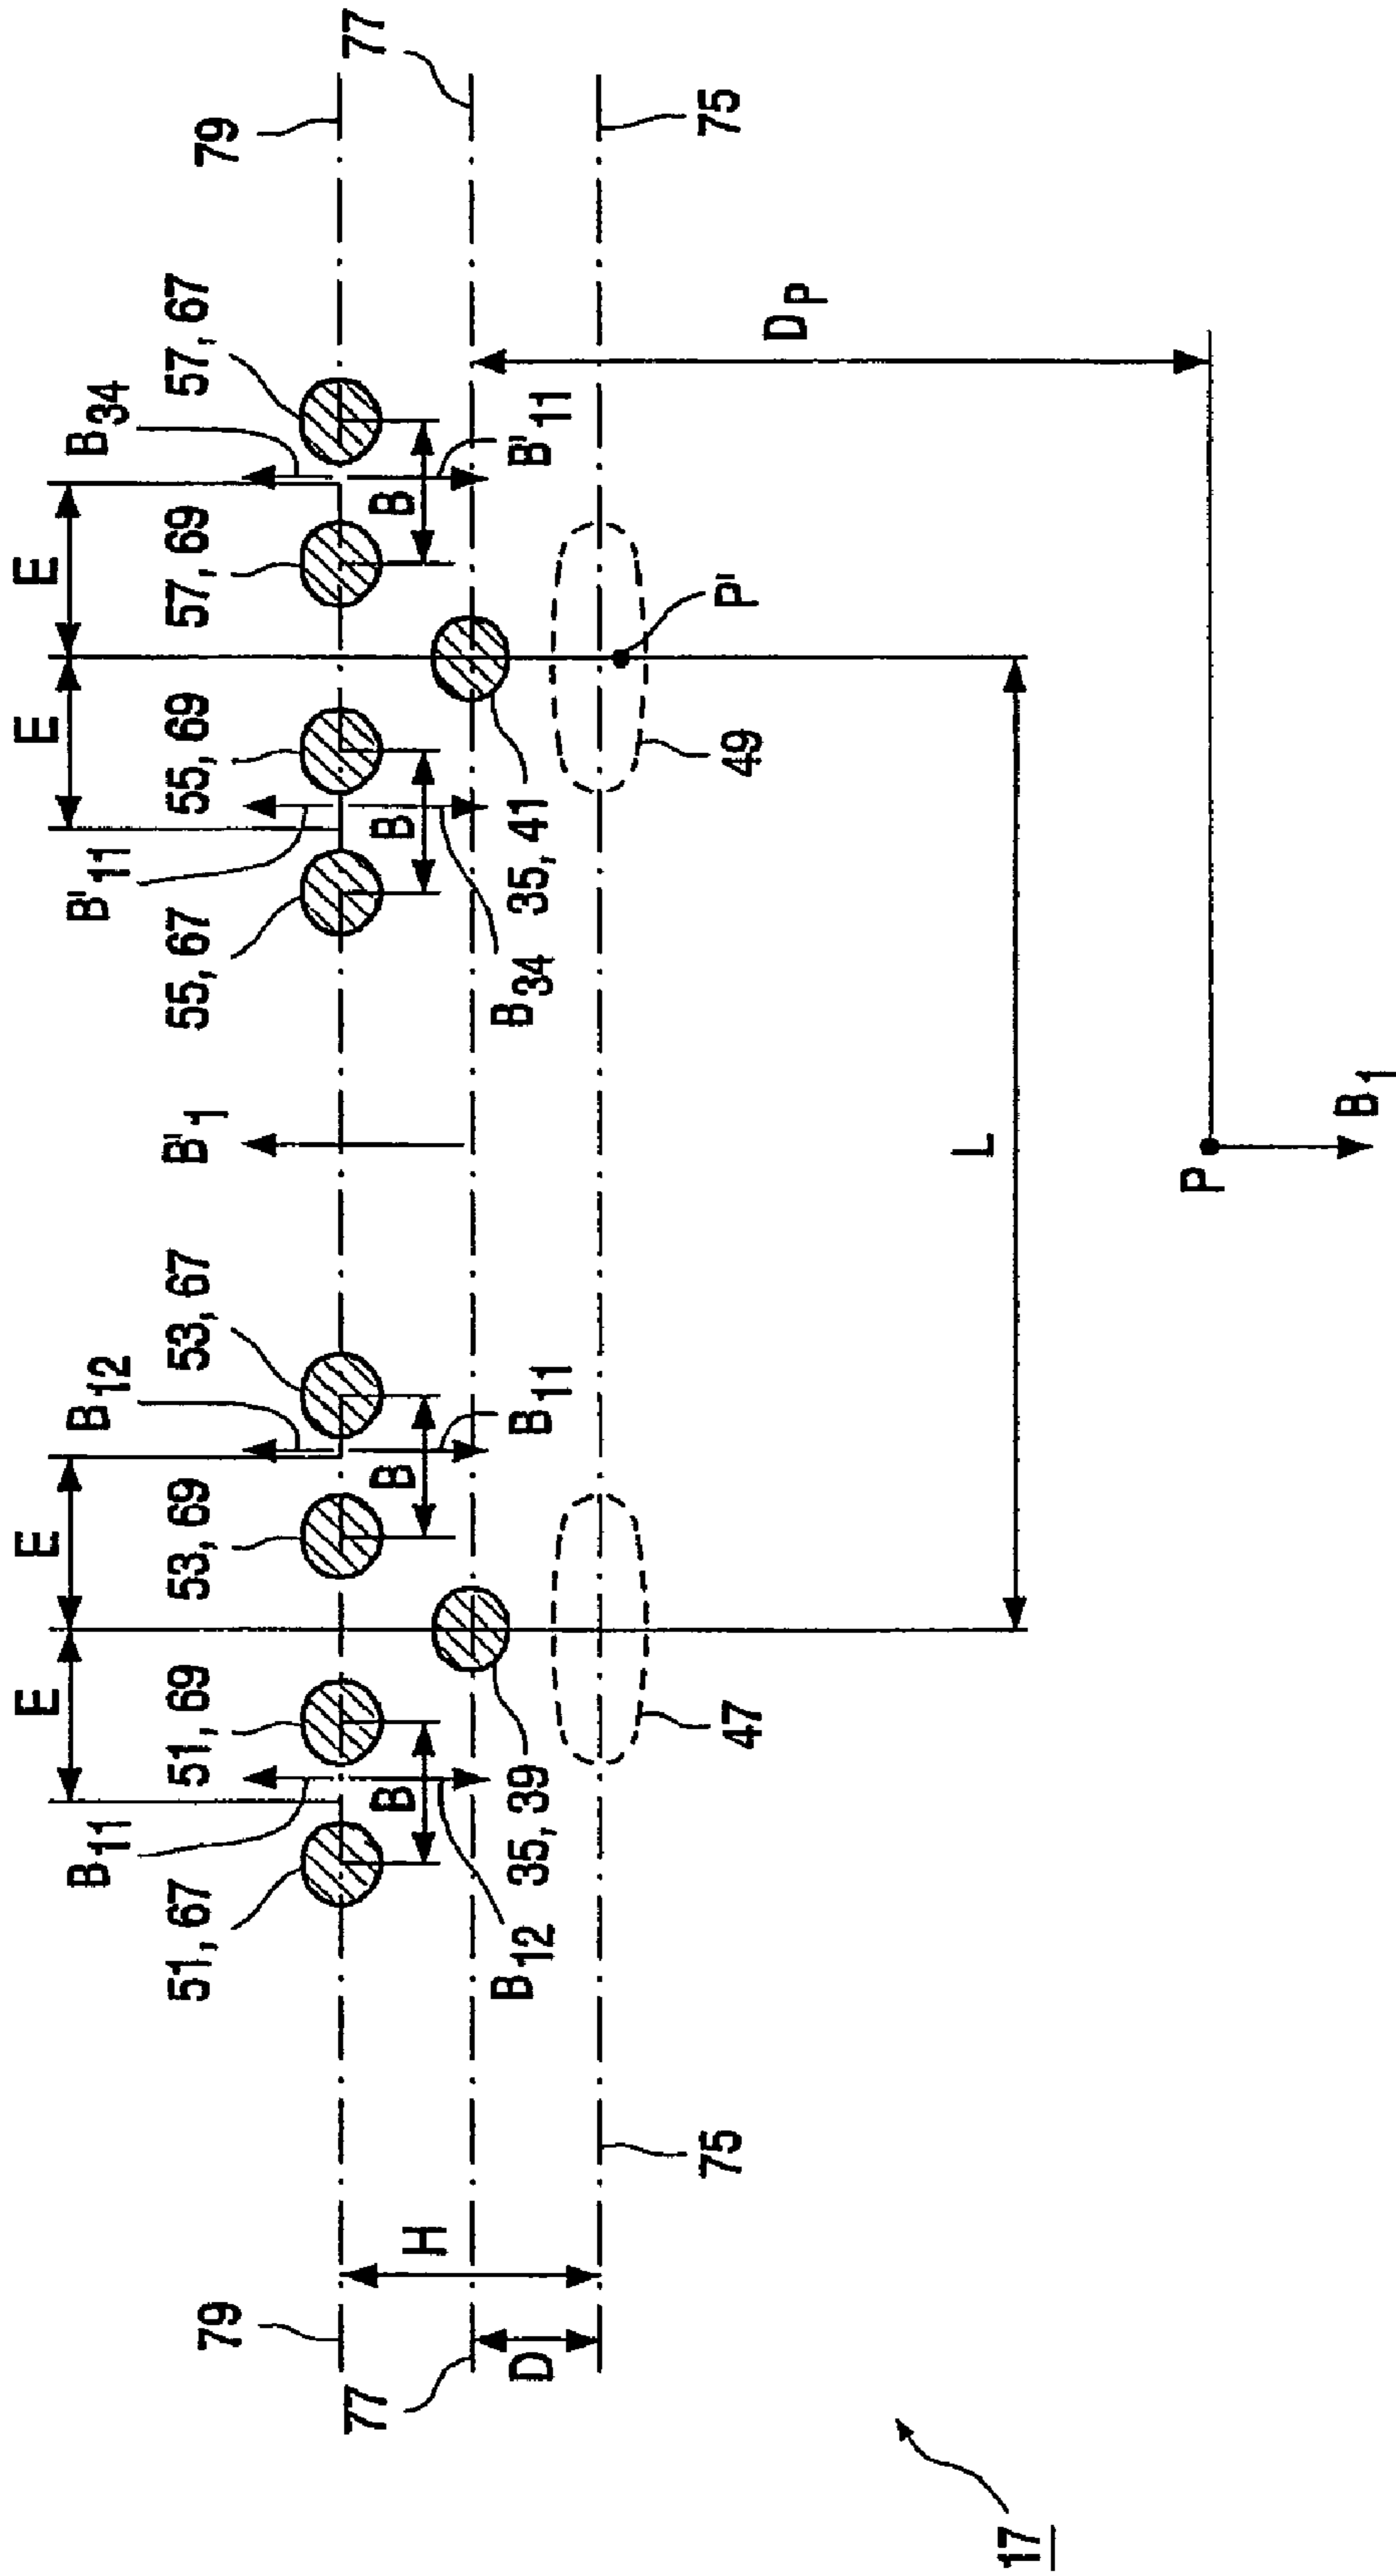 E
E
E
E
B₁₁
B₁₂
B'₁₁
B₃₄
51, 67
51, 69
53, 69
53, 67
B'₁
55, 67
55, 69
57, 69
57, 67
79
79
77
77
H
D
B
B
B
B
B₁₂
35, 39
B₁₁
B₃₄
35, 41
B'₁₁
75
47
49
P'
75
D_P
L
P
B₁
17